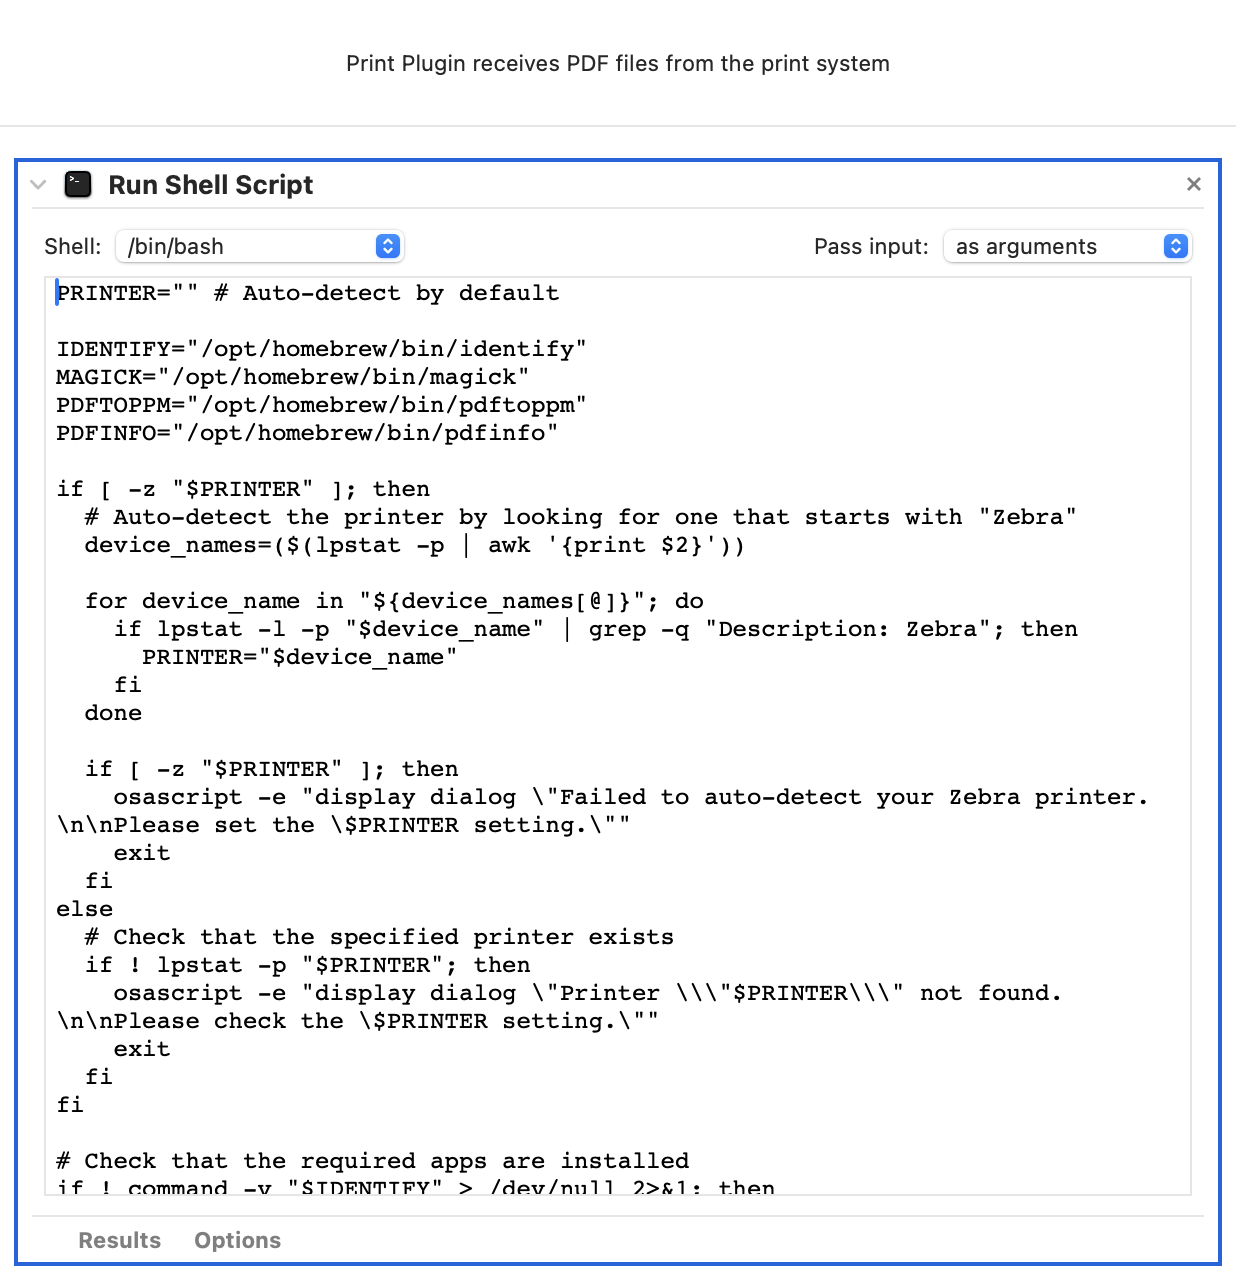 Print Plugin receives PDF files from the print system
Run Shell Script
Shell: /bin/bash Pass input: as arguments
PRINTER="" # Auto-detect by default

IDENTIFY="/opt/homebrew/bin/identify"
MAGICK="/opt/homebrew/bin/magick"
PDFTOPPM="/opt/homebrew/bin/pdftoppm"
PDFINFO="/opt/homebrew/bin/pdfinfo"

if [ -z "$PRINTER" ]; then
  # Auto-detect the printer by looking for one that starts with "Zebra"
  device_names=($(lpstat -p | awk '{print $2}'))

  for device_name in "${device_names[@]}"; do
    if lpstat -l -p "$device_name" | grep -q "Description: Zebra"; then
      PRINTER="$device_name"
    fi
  done

  if [ -z "$PRINTER" ]; then
    osascript -e "display dialog \"Failed to auto-detect your Zebra printer.
\n\nPlease set the \$PRINTER setting.\""
    exit
  fi
else
  # Check that the specified printer exists
  if ! lpstat -p "$PRINTER"; then
    osascript -e "display dialog \"Printer \\\"$PRINTER\\\" not found.
\n\nPlease check the \$PRINTER setting.\""
    exit
  fi
fi

# Check that the required apps are installed
if ! command -v "$IDENTIFY" > /dev/null 2>&1; then
Results Options